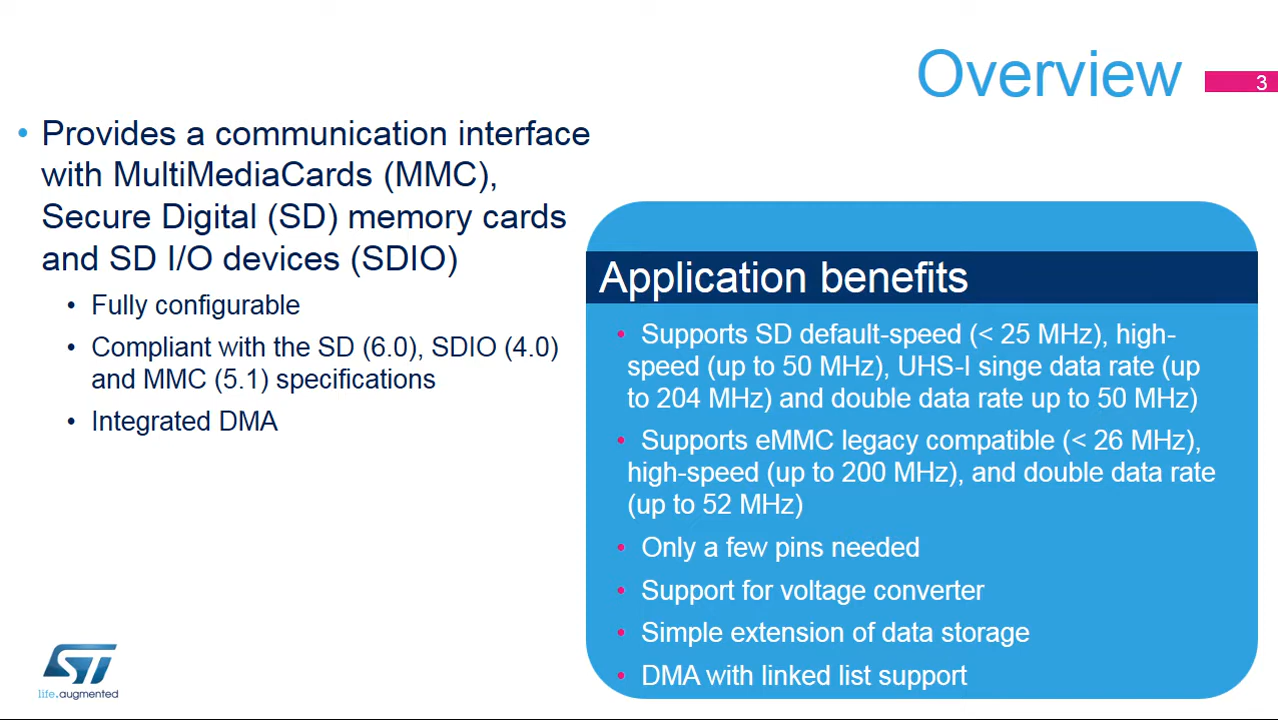 Overview
3
• Provides a communication interface
with MultiMediaCards (MMC),
Secure Digital (SD) memory cards
and SD I/O devices (SDIO)
• Fully configurable
• Compliant with the SD (6.0), SDIO (4.0)
and MMC (5.1) specifications
• Integrated DMA
Application benefits
• Supports SD default-speed (< 25 MHz), high-
speed (up to 50 MHz), UHS-I singe data rate (up
to 204 MHz) and double data rate up to 50 MHz)
• Supports eMMC legacy compatible (< 26 MHz),
high-speed (up to 200 MHz), and double data rate
(up to 52 MHz)
• Only a few pins needed
• Support for voltage converter
• Simple extension of data storage
• DMA with linked list support
ST
life.augmented